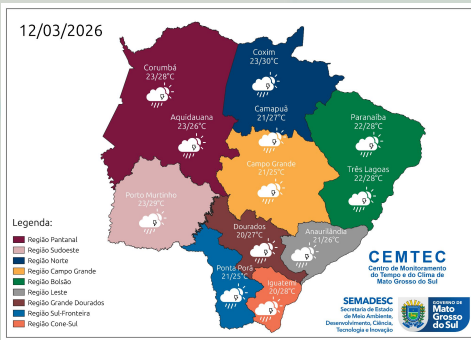 12/03/2026
Coxim
23/30°C
Corumbá
23/28°C
Camapuã
21/27°C
Aquidauana
23/26°C
Paranaíba
22/28°C
Campo Grande
21/25°C
Três Lagoas
22/28°C
Porto Murtinho
23/29°C
Dourados
20/27°C
Anaurilândia
21/26°C
Ponta Porã
21/25°C
Iguatemi
20/28°C
Legenda:
Região Pantanal
Região Sudoeste
Região Norte
Região Campo Grande
Região Bolsão
Região Leste
Região Grande Dourados
Região Sul-Fronteira
Região Cone-Sul
CEMTEC
Centro de Monitoramento
do Tempo e do Clima de
Mato Grosso do Sul
SEMADESC
Secretaria de Estado
de Meio Ambiente,
Desenvolvimento, Ciência,
Tecnologia e Inovação
GOVERNO DE
Mato
Grosso
do Sul